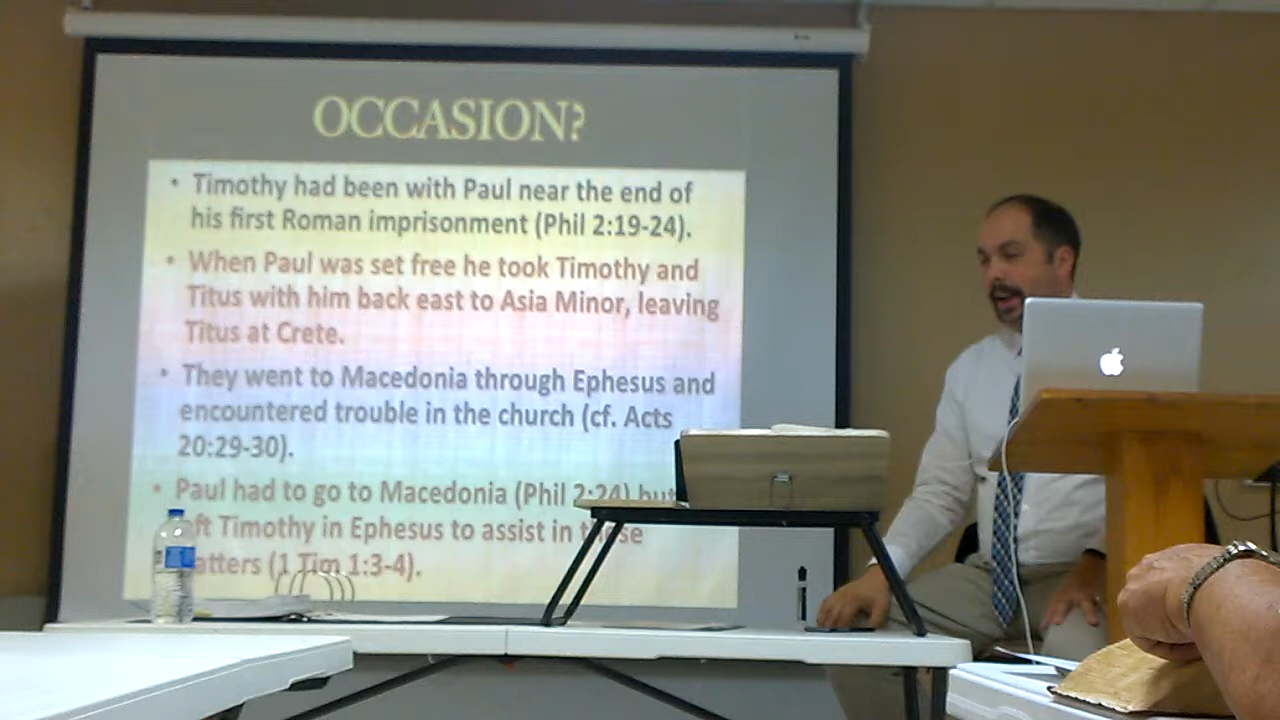 OCCASION?
• Timothy had been with Paul near the end of
his first Roman imprisonment (Phil 2:19-24).
• When Paul was set free he took Timothy and
Titus with him back east to Asia Minor, leaving
Titus at Crete.
• They went to Macedonia through Ephesus and
encountered trouble in the church (cf. Acts
20:29-30).
• Paul had to go to Macedonia (Phil 2:24) but
Timothy in Ephesus to assist in those
(1 Tim 1:3-4).